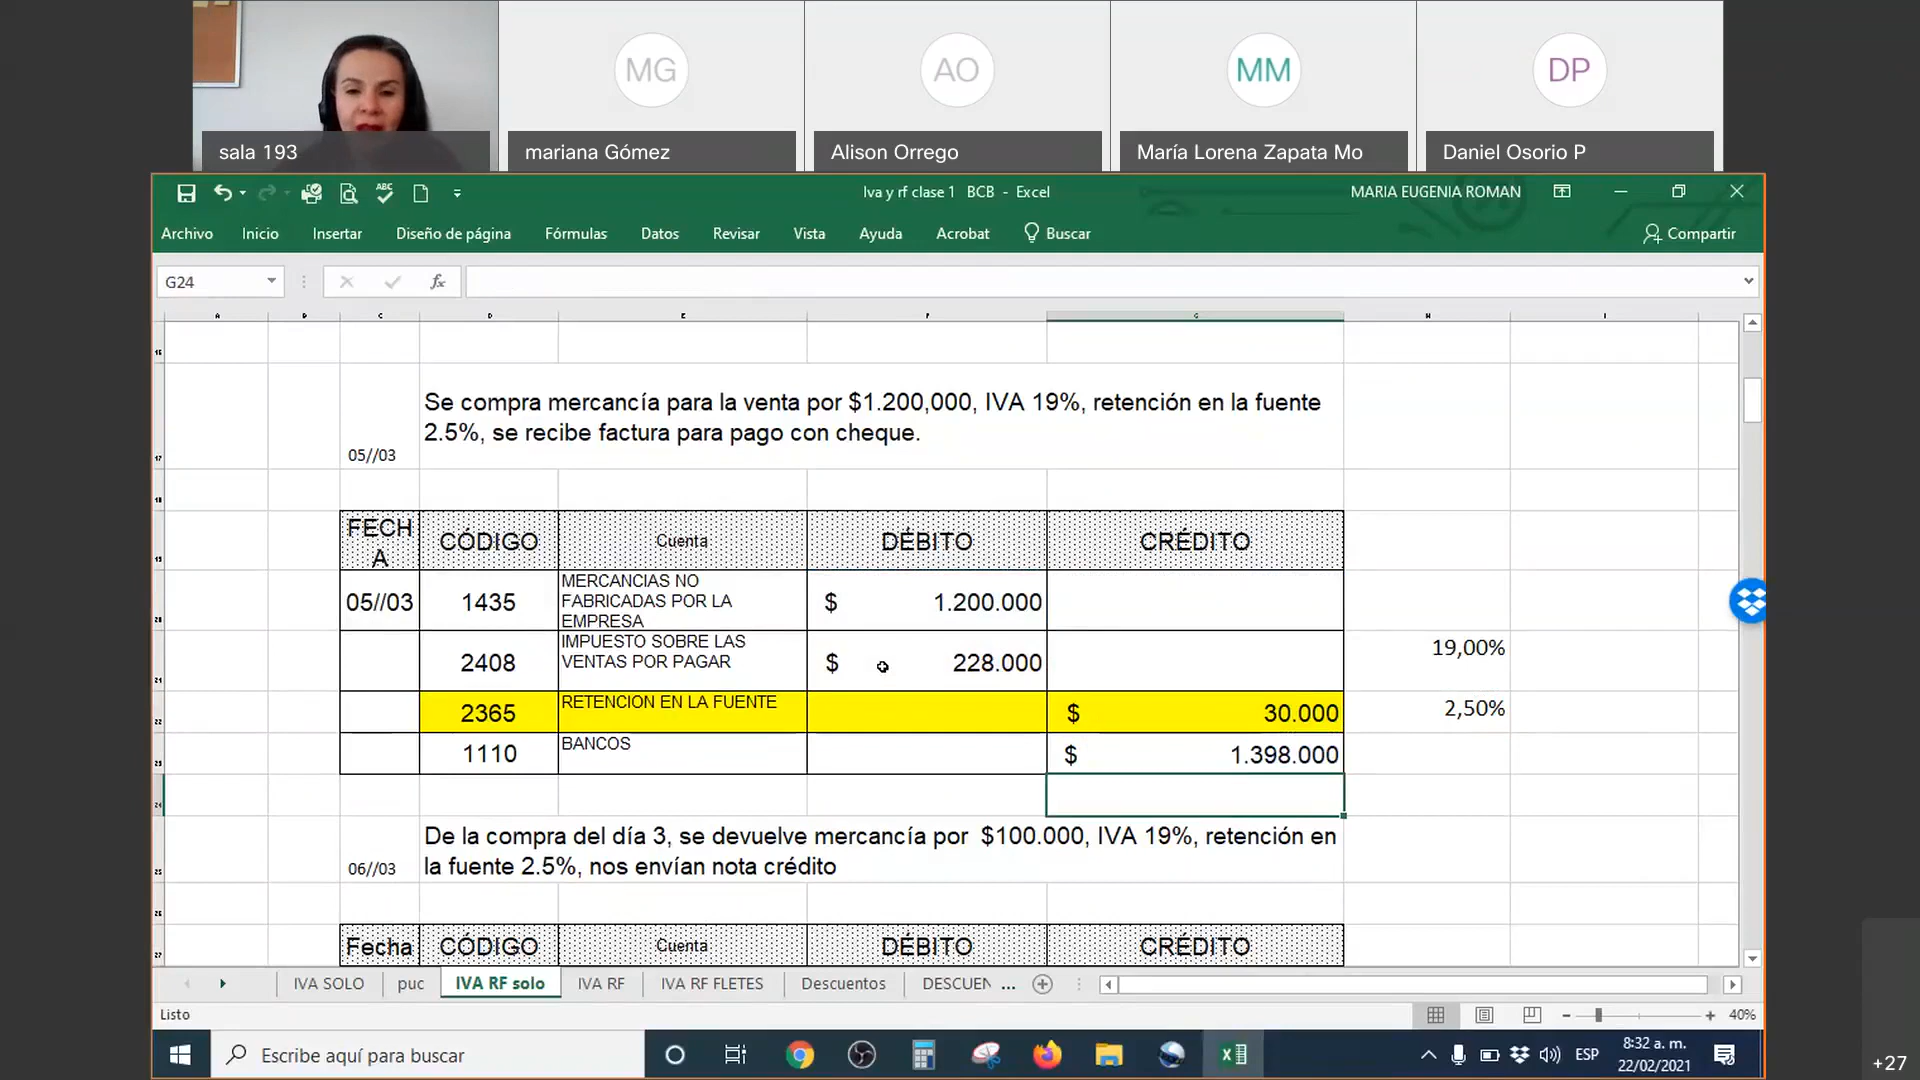 MG
AO
MM
DP
sala 193
mariana Gómez
Alison Orrego
María Lorena Zapata Mo
Daniel Osorio P
Iva y rf clase 1 BCB - Excel
MARIA EUGENIA ROMAN
Archivo
Inicio
Insertar
Diseño de página
Fórmulas
Datos
Revisar
Vista
Ayuda
Acrobat
Buscar
Compartir
G24
fx
Se compra mercancía para la venta por $1.200,000, IVA 19%, retención en la fuente
2.5%, se recibe factura para pago con cheque.
05//03
FECH
A
CÓDIGO
Cuenta
DÉBITO
CRÉDITO
05//03
1435
MERCANCIAS NO
FABRICADAS POR LA
EMPRESA
$ 1.200.000
2408
IMPUESTO SOBRE LAS
VENTAS POR PAGAR
$ 228.000
19,00%
2365
RETENCION EN LA FUENTE
$ 30.000
2,50%
1110
BANCOS
$ 1.398.000
De la compra del día 3, se devuelve mercancía por $100.000, IVA 19%, retención en
la fuente 2.5%, nos envían nota crédito
06//03
Fecha
CÓDIGO
Cuenta
DÉBITO
CRÉDITO
IVA SOLO
puc
IVA RF solo
IVA RF
IVA RF FLETES
Descuentos
DESCUEN ...
Listo
40%
Escribe aquí para buscar
ESP
8:32 a. m.
22/02/2021
+27